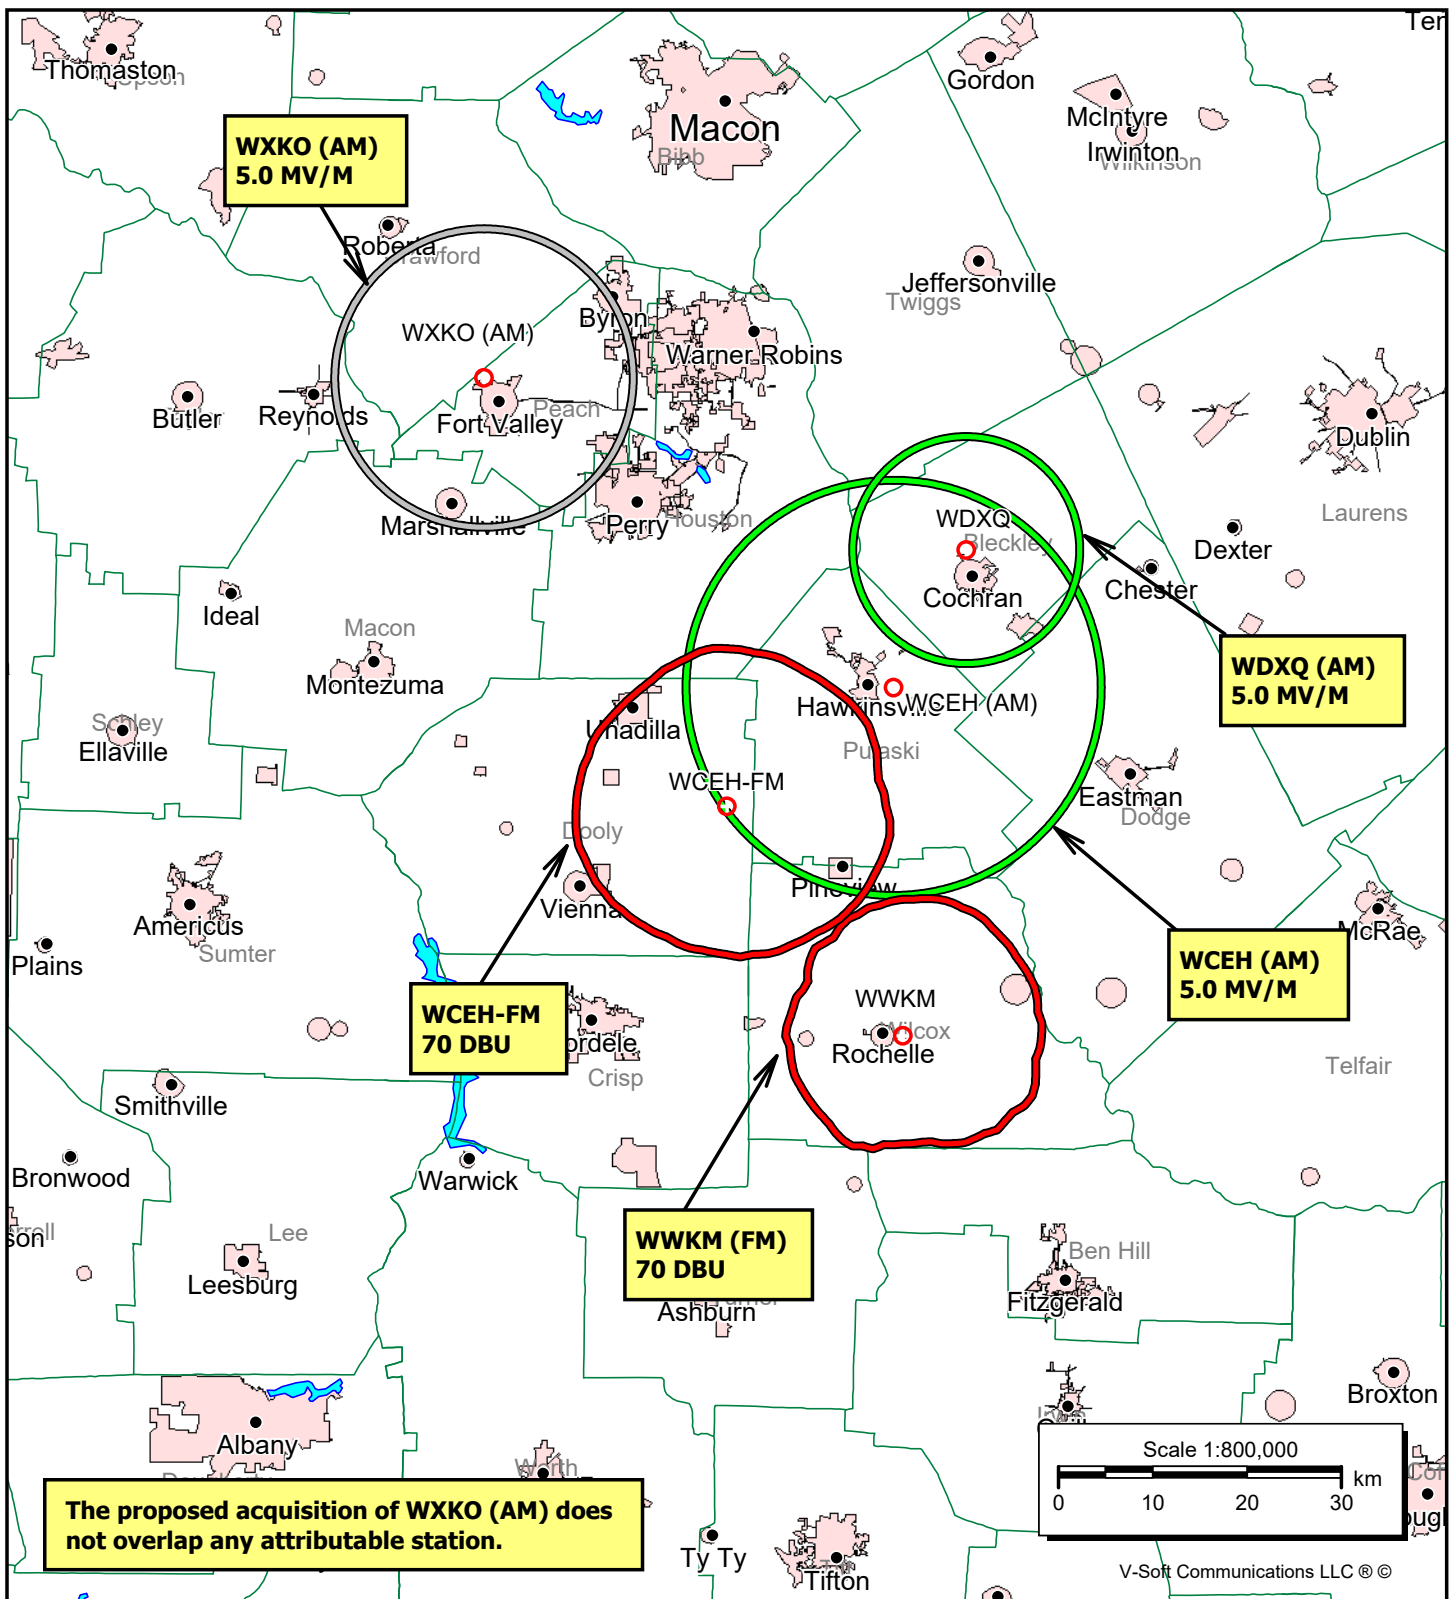 Ter
Thomaston
Upson
Gordon
McIntyre
Macon
Bibb
Irwinton
Wilkinson
WXKO (AM)
5.0 MV/M
Roberta
Crawford
Jeffersonville
Twiggs
WXKO (AM)
Byron
Warner Robins
Butler
Reynolds
Peach
Fort Valley
Dublin
Marshallville
Perry
Houston
WDXQ
Bleckley
Laurens
Dexter
Ideal
Cochran
Chester
Macon
Montezuma
WDXQ (AM)
5.0 MV/M
Hawkinsville
WCEH (AM)
Schley
Ellaville
Unadilla
Pulaski
WCEH-FM
Eastman
Dodge
Dooly
Pineview
Vienna
Americus
Sumter
McRae
Plains
WCEH (AM)
5.0 MV/M
WWKM
Wilcox
Rochelle
WCEH-FM
70 DBU
ordele
Crisp
Telfair
Smithville
Bronwood
Warwick
son
Lee
Leesburg
WWKM (FM)
70 DBU
Ben Hill
Fitzgerald
Ashburn
Broxton
Albany
Worth
Scale 1:800,000
km
0 10 20 30
The proposed acquisition of WXKO (AM) does
not overlap any attributable station.
Ty Ty
Tifton
V-Soft Communications LLC ® ©